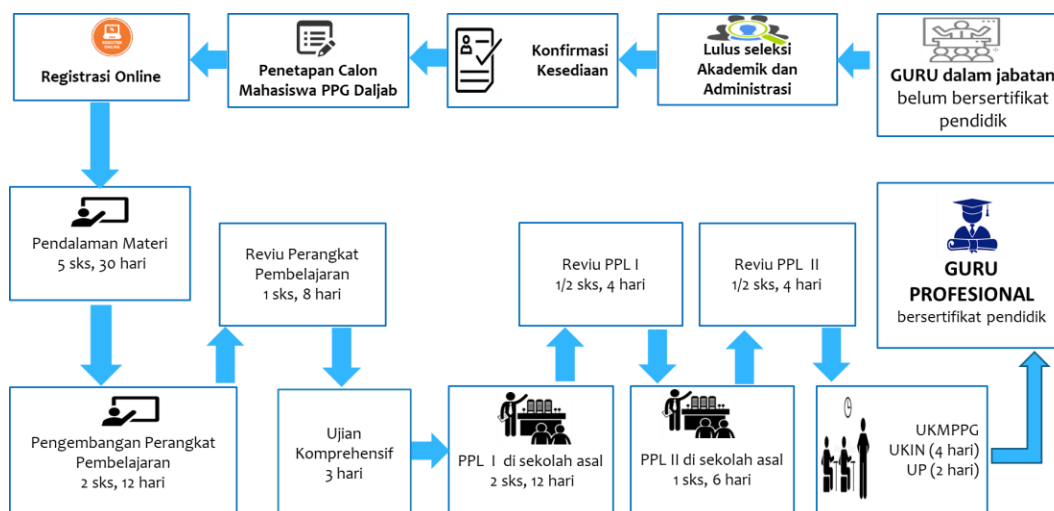 Registrasi Online
Penetapan Calon
Mahasiswa PPG Daljab
Konfirmasi
Kesediaan
Lulus seleksi
Akademik dan
Administrasi
GURU dalam jabatan
belum bersertifikat
pendidik
Pendalaman Materi
5 sks, 30 hari
Reviu Perangkat
Pembelajaran
1 sks, 8 hari
Reviu PPL I
1/2 sks, 4 hari
Reviu PPL II
1/2 sks, 4 hari
GURU
PROFESIONAL
bersertifikat pendidik
Pengembangan Perangkat
Pembelajaran
2 sks, 12 hari
Ujian
Komprehensif
3 hari
PPL I di sekolah asal
2 sks, 12 hari
PPL II di sekolah asal
1 sks, 6 hari
UKMPPG
UKIN (4 hari)
UP (2 hari)